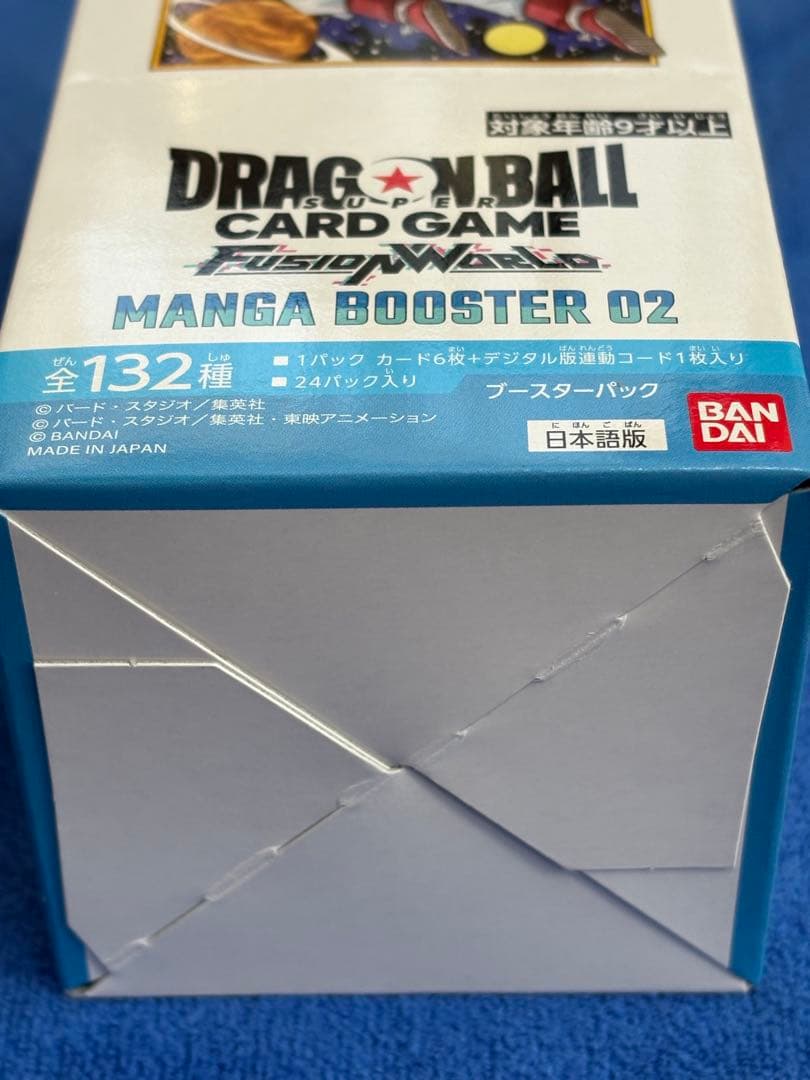 対象年齢9才以上
DRAGON BALL
SUPER
CARD GAME
FUSION WORLD
MANGA BOOSTER 02
全132種
■ 1パック カード6枚+デジタル版連動コード1枚入り
■ 24パック入り
ブースターパック
© バード・スタジオ/集英社
© バード・スタジオ/集英社・東映アニメーション
© BANDAI
MADE IN JAPAN
日本語版
BAN
DAI